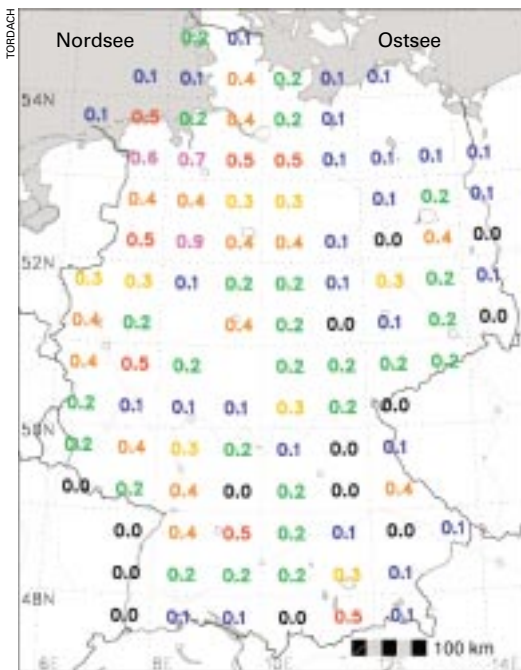 TORDACH
Nordsee Ostsee
0.2 0.1
0.1 0.1 0.4 0.2 0.1 0.1
54N
0.1 0.5 0.2 0.4 0.2 0.1
0.6 0.7 0.5 0.5 0.1 0.1 0.1 0.1
0.4 0.4 0.3 0.3 0.1 0.2 0.1
0.5 0.9 0.4 0.4 0.1 0.0 0.4 0.0
52N
0.3 0.3 0.1 0.2 0.2 0.1 0.3 0.2 0.1
0.4 0.2 0.4 0.2 0.0 0.1 0.2 0.0
0.4 0.5 0.2 0.2 0.2 0.2 0.2
0.2 0.1 0.1 0.1 0.3 0.2 0.0
50N
0.2 0.4 0.3 0.2 0.1 0.0 0.1
0.0 0.2 0.4 0.0 0.2 0.0 0.4
0.0 0.4 0.5 0.2 0.1 0.0 0.1
0.0 0.2 0.2 0.2 0.3 0.1
48N
0.0 0.1 0.1 0.0 0.5 0.1
100 km
6E 8E 10E 12E 14E